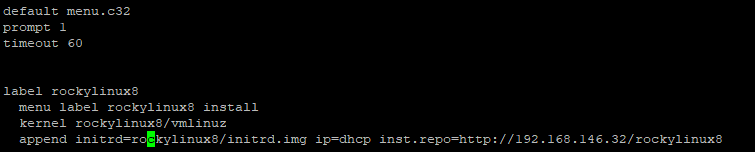 default menu.c32
prompt 1
timeout 60
label rockylinux8
menu label rockylinux8 install
kernel rockylinux8/vmlinuz
append initrd=rockylinux8/initrd.img ip=dhcp inst.repo=http://192.168.146.32/rockylinux8